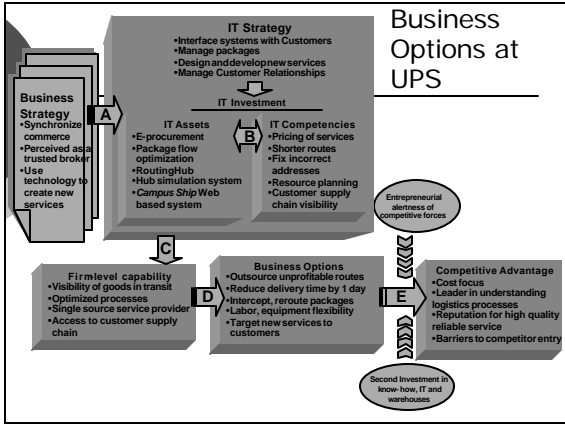 Business
Options at
UPS
IT Strategy
•Interface systems with Customers
•Manage packages
•Design and develop new services
•Manage Customer Relationships
IT Investment
Business
Strategy
•Synchronize
commerce
•Perceived as a
trusted broker
•Use
technology to
create new
services
A
IT Assets
•E-procurement
•Package flow
optimization
•RoutingHub
•Hub simulation system
•Campus Ship Web
based system
B
IT Competencies
•Pricing of services
•Shorter routes
•Fix incorrect
addresses
•Resource planning
•Customer supply
chain visibility
Entrepreneurial
alertness of
competitive forces
C
Firm level capability
•Visibility of goods in transit
•Optimized processes
•Single source service provider
•Access to customer supply
chain
D
Business Options
•Outsource unprofitable routes
•Reduce delivery time by 1 day
•Intercept, reroute packages
•Labor, equipment flexibility
•Target new services to
customers
E
Competitive Advantage
•Cost focus
•Leader in understanding
logistics processes
•Reputation for high quality
reliable service
•Barriers to competitor entry
Second Investment in
know- how, IT and
warehouses